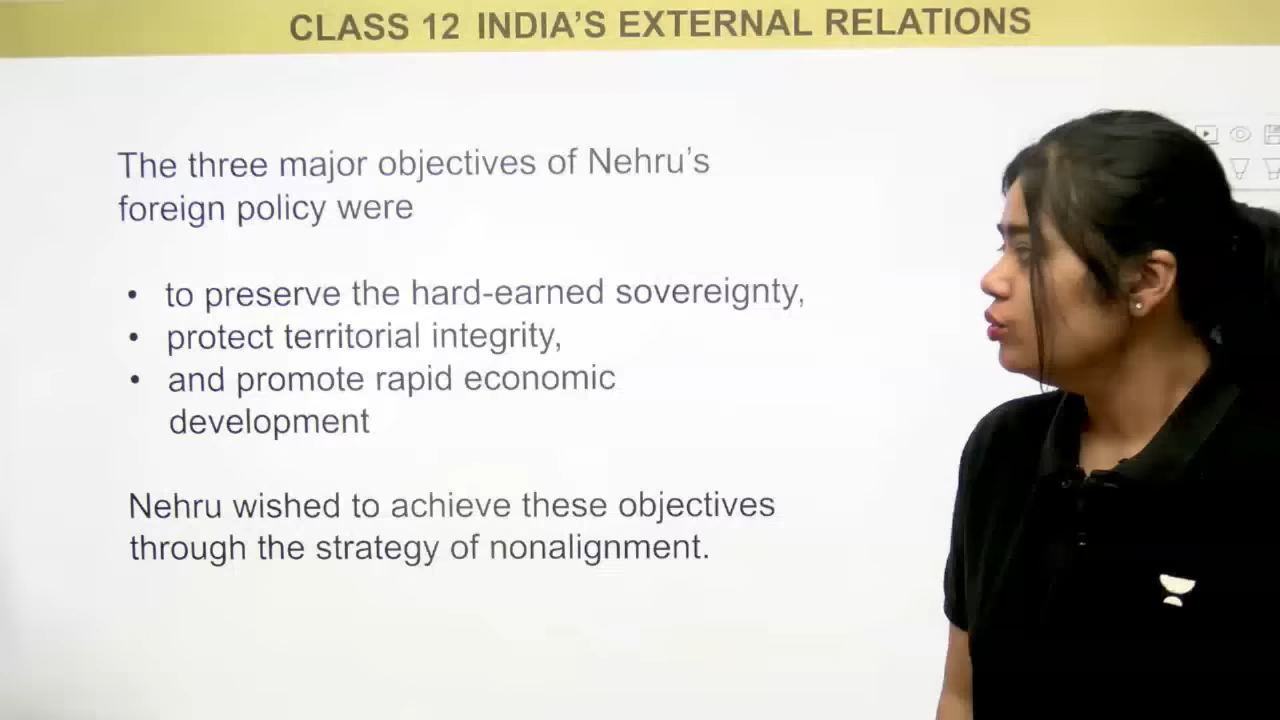 CLASS 12 INDIA'S EXTERNAL RELATIONS
The three major objectives of Nehru's
foreign policy were
• to preserve the hard-earned sovereignty,
• protect territorial integrity,
• and promote rapid economic
development
Nehru wished to achieve these objectives
through the strategy of nonalignment.